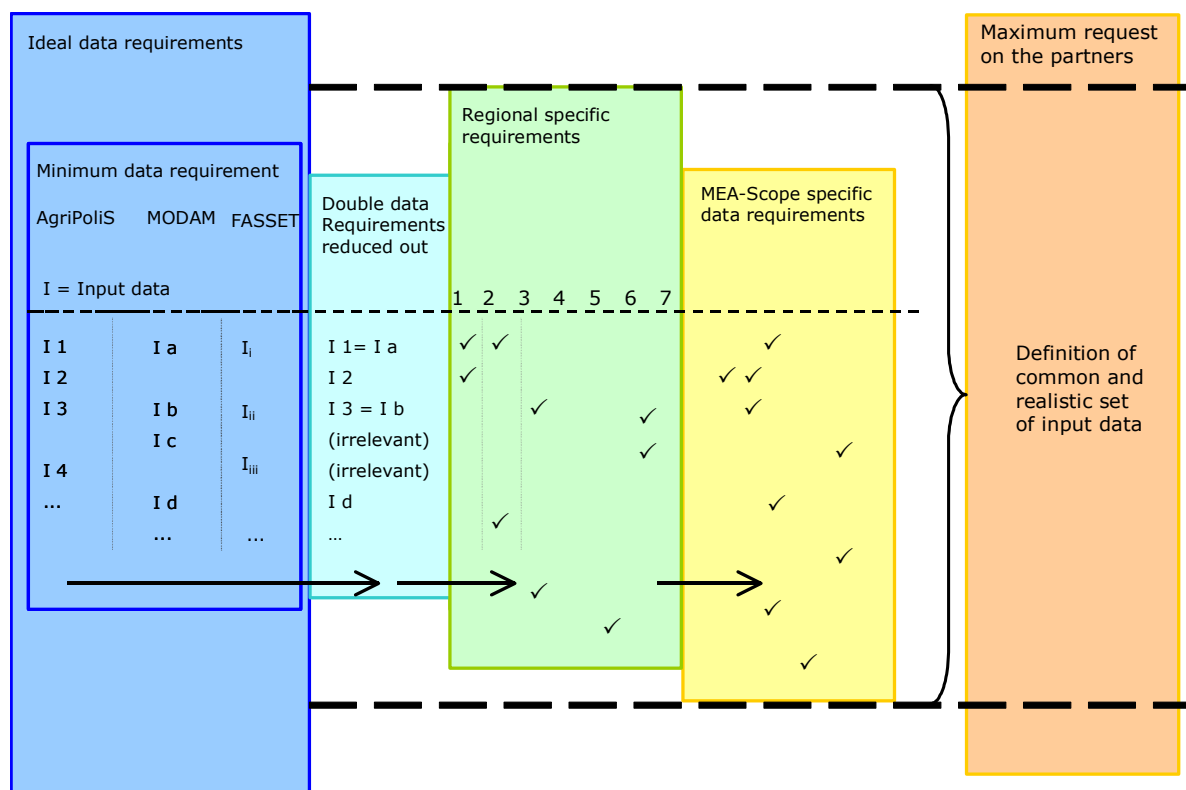 Ideal data requirements
Maximum request
on the partners
Regional specific
requirements
Minimum data requirement
AgriPoliS MODAM FASSET
Double data
Requirements
reduced out
MEA-Scope specific
data requirements
I = Input data
1 2 3 4 5 6 7
I 1 I a Iᵢ I 1= I a ✓ ✓ ✓
I 2 I 2 ✓ ✓ ✓
I 3 I b Iᵢᵢ I 3 = I b ✓ ✓ ✓
I c (irrelevant) ✓ ✓
I 4 Iᵢᵢᵢ (irrelevant)
... I d I d ✓ ✓
... ... ... ✓
✓ ✓
✓
✓
Definition of
common and
realistic set
of input data